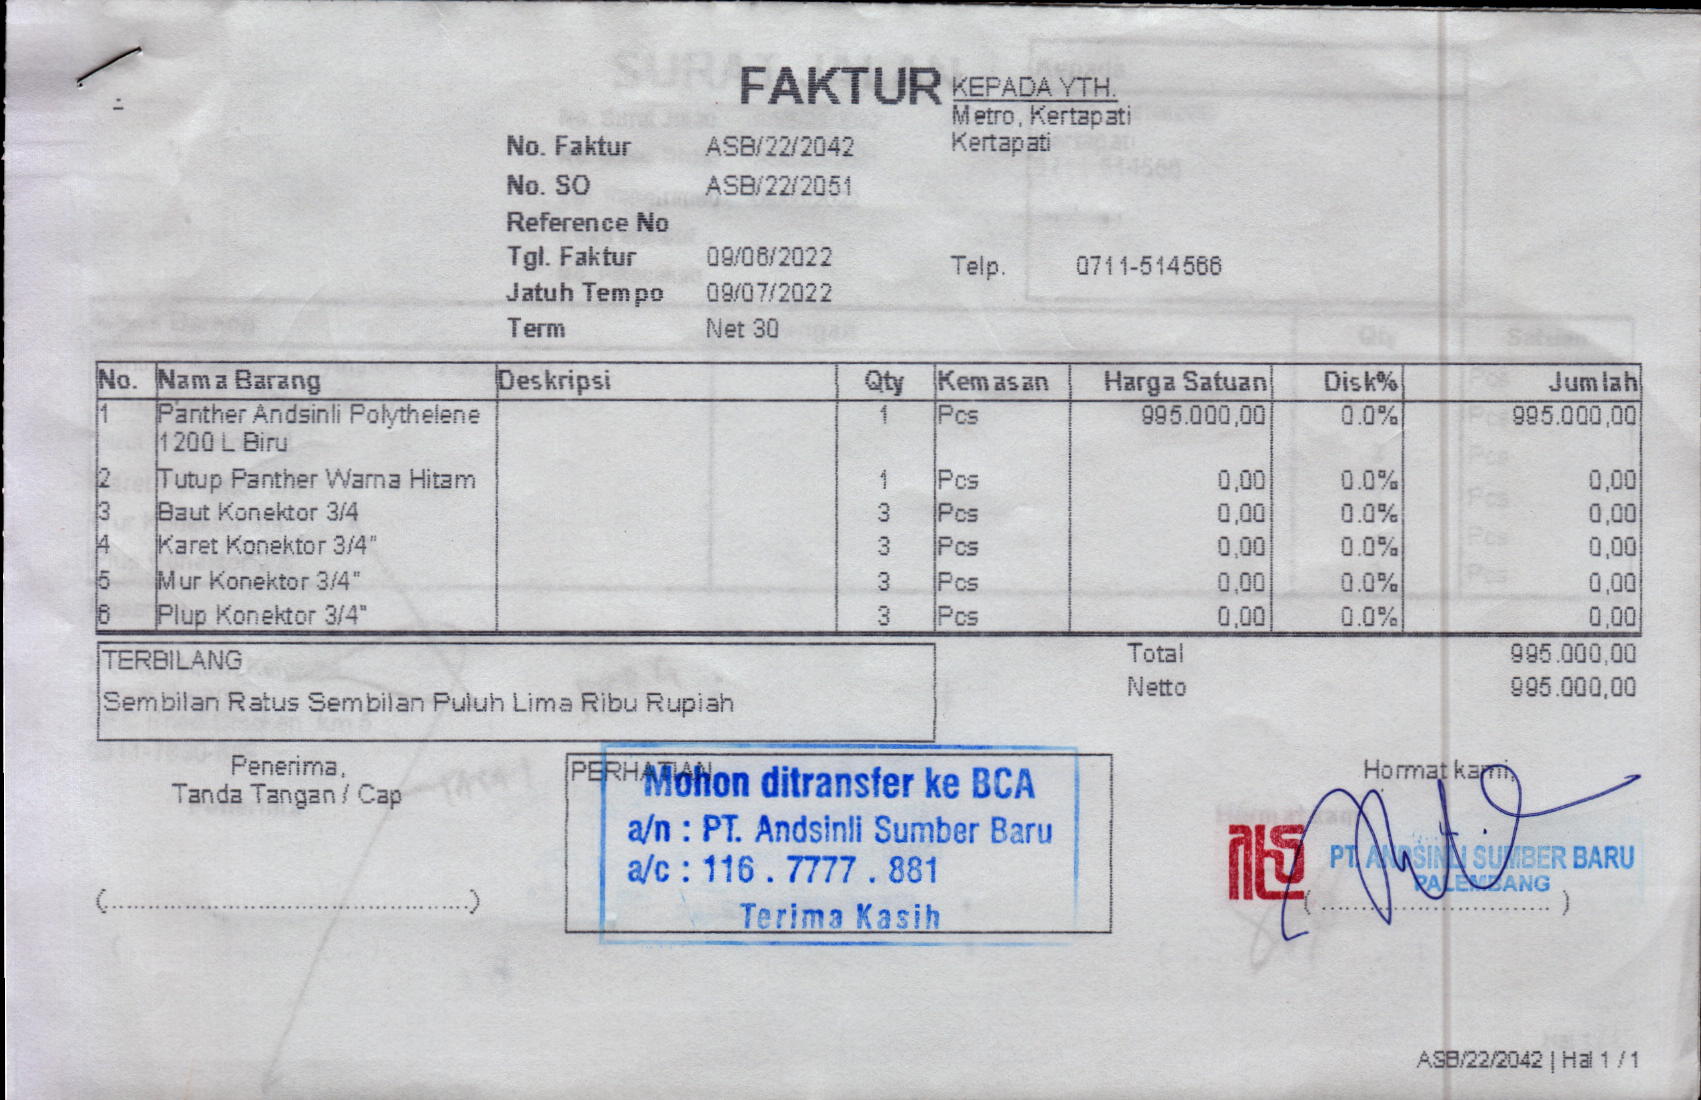 FAKTUR
KEPADA YTH.
Metro, Kertapati
Kertapati
No. Faktur ASB/22/2042
No. SO ASB/22/2051
Reference No
Tgl. Faktur 09/06/2022
Telp. 0711-514566
Jatuh Tempo 09/07/2022
Term Net 30
No. Nama Barang Deskripsi Qty Kemasan Harga Satuan Disk% Jumlah
1 Panther Andsinli Polythelene 1 Pcs 995.000,00 0.0% 995.000,00
1200 L Biru
2 Tutup Panther Warna Hitam 1 Pcs 0,00 0.0% 0,00
3 Baut Konektor 3/4 3 Pcs 0,00 0.0% 0,00
4 Karet Konektor 3/4" 3 Pcs 0,00 0.0% 0,00
5 Mur Konektor 3/4" 3 Pcs 0,00 0.0% 0,00
6 Plup Konektor 3/4" 3 Pcs 0,00 0.0% 0,00
TERBILANG
Sembilan Ratus Sembilan Puluh Lima Ribu Rupiah
Total 995.000,00
Netto 995.000,00
Penerima,
Tanda Tangan / Cap
PERHATIAN
Mohon ditransfer ke BCA
a/n : PT. Andsinli Sumber Baru
a/c : 116 . 7777 . 881
Terima Kasih
Hormat kami,
PT. ANDSINLI SUMBER BARU
PALEMBANG
ASB/22/2042 | Hal 1 / 1